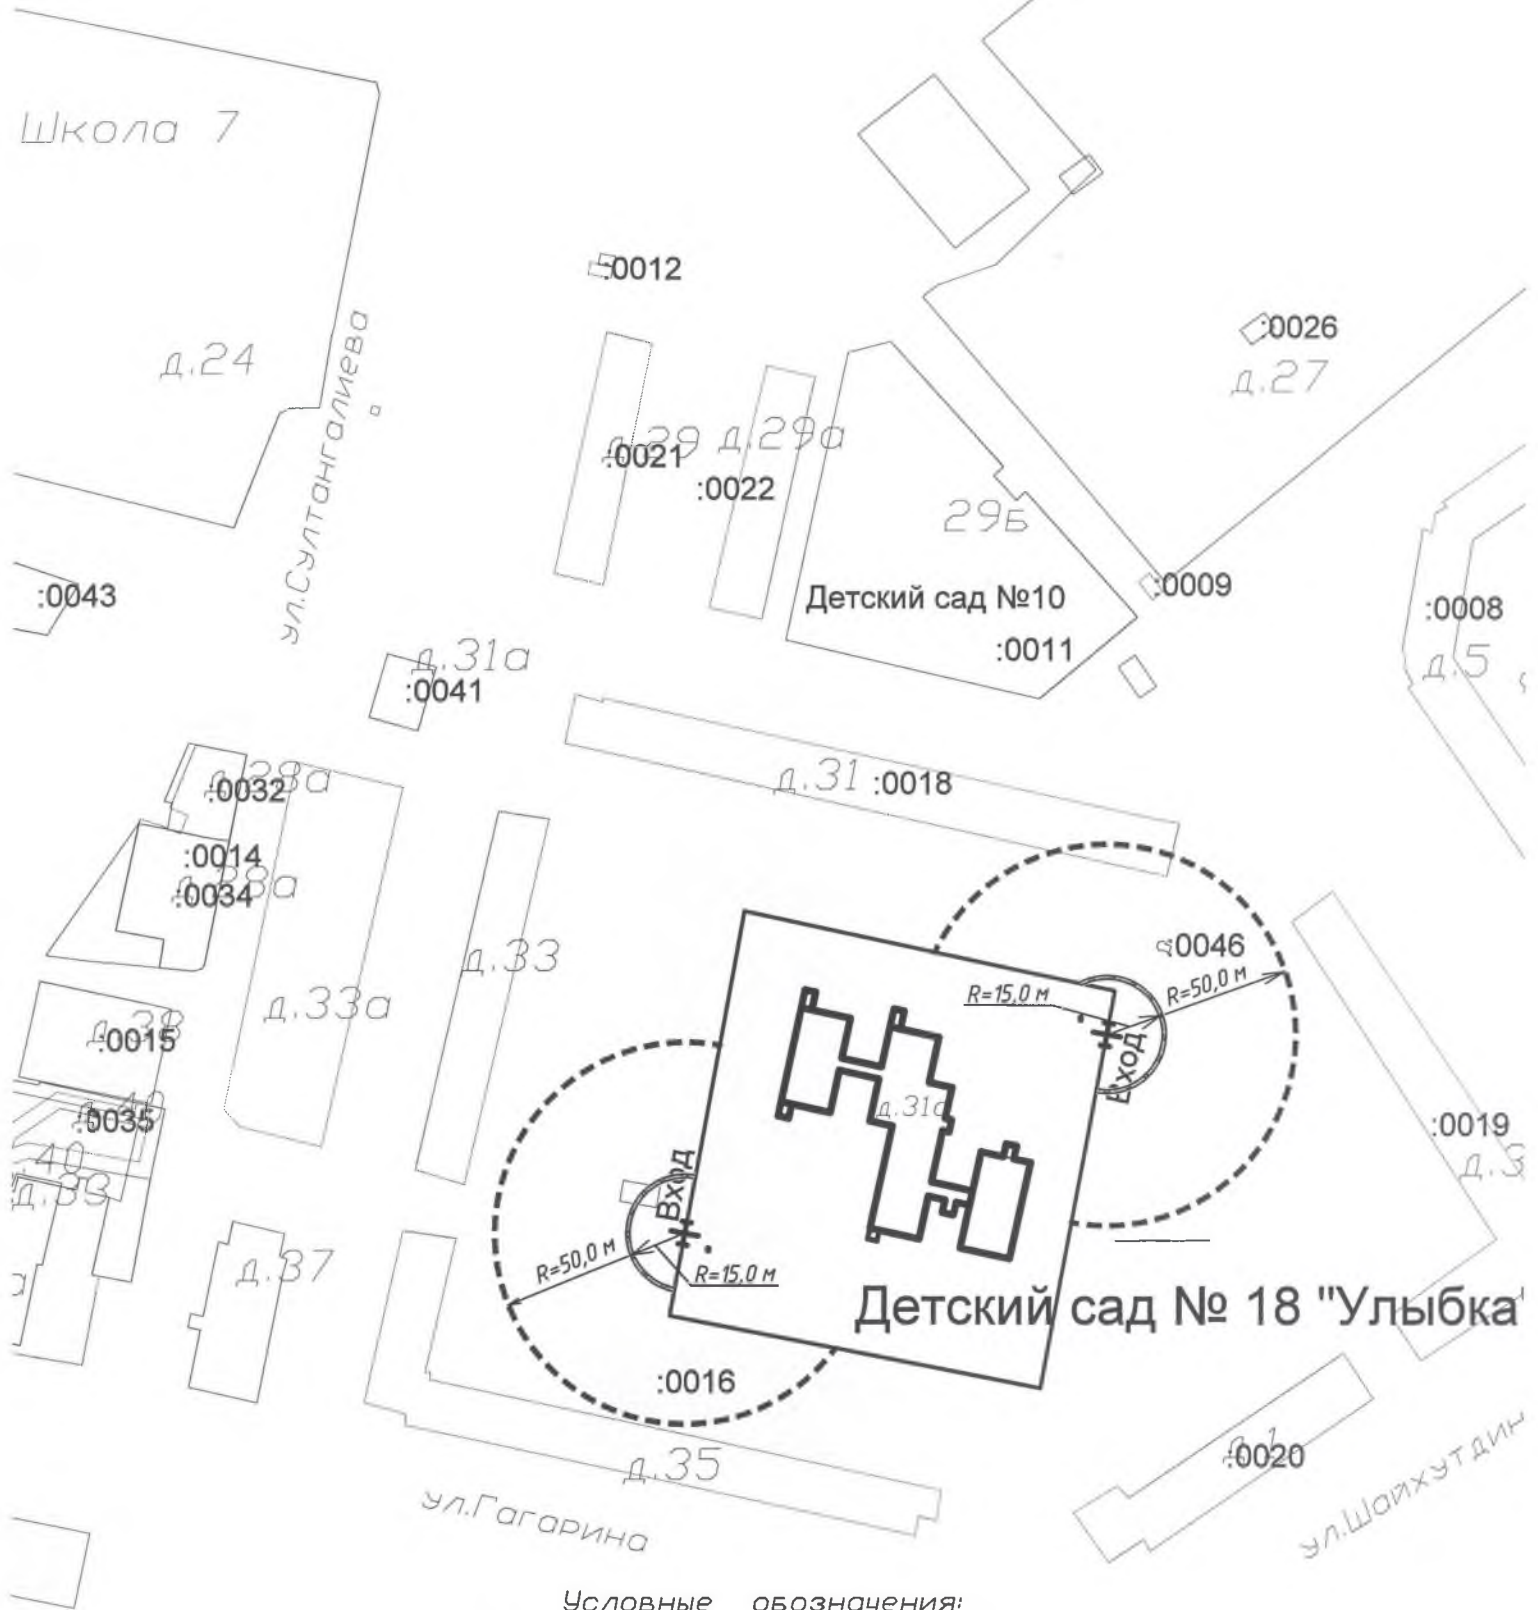 Школа 7
:0012
:0026
д.27
д.24
ул.Султангалиева
д.29
д.29а
:0021
:0022
29Б
Детский сад №10
:0009
:0043
:0008
:0011
д.31а
д.5
:0041
д.31
:0018
:0032
:0014
:0034
д.33
:0046
R=50,0 м
R=15,0 м
д.33а
:0015
Вход
д.31а
:0035
:0019
.40
Вход
д.37
R=50,0 м
R=15,0 м
Детский сад № 18 "Улыбка
:0016
:0020
д.35
ул.Гагарина
ул.Шайхутдин
Условные обозначения: